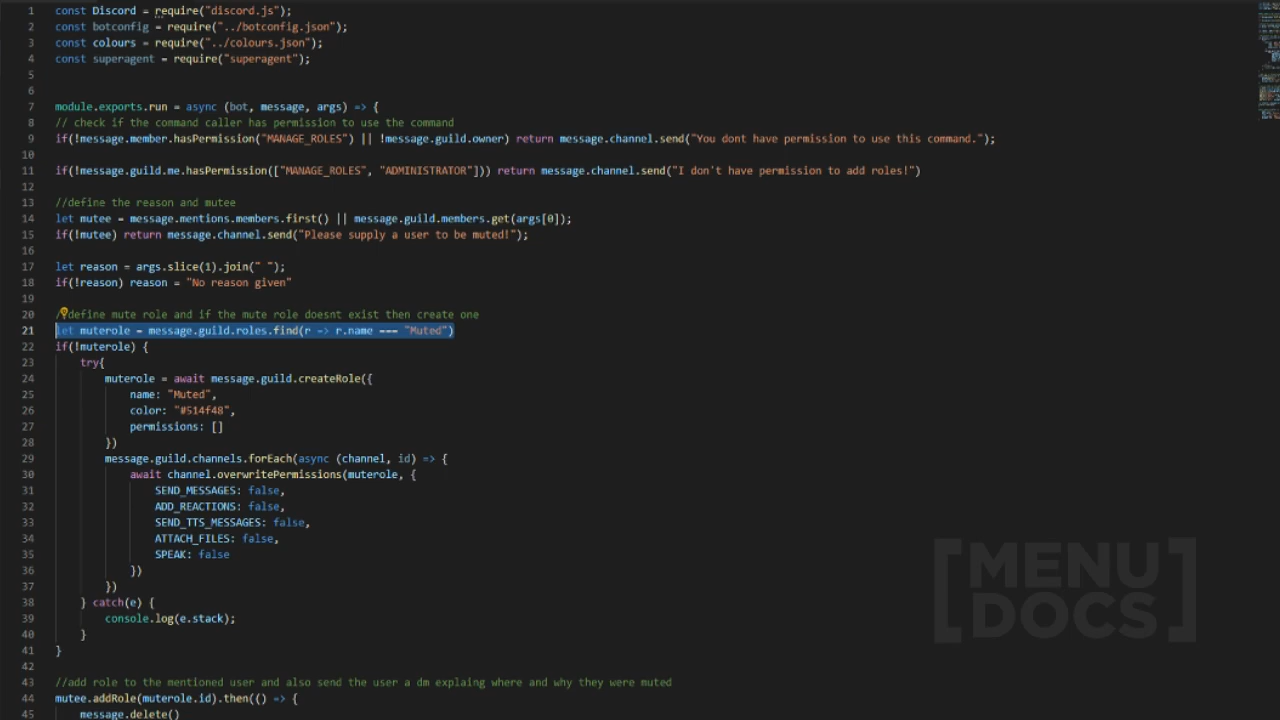 1 const Discord = require("discord.js");
2 const botconfig = require("../botconfig.json");
3 const colours = require("../colours.json");
4 const superagent = require("superagent");
5
6
7 module.exports.run = async (bot, message, args) => {
8 // check if the command caller has permission to use the command
9 if(!message.member.hasPermission("MANAGE_ROLES") || !message.guild.owner) return message.channel.send("You dont have permission to use this command.");
10
11 if(!message.guild.me.hasPermission(["MANAGE_ROLES", "ADMINISTRATOR"])) return message.channel.send("I don't have permission to add roles!")
12
13 //define the reason and mutee
14 let mutee = message.mentions.members.first() || message.guild.members.get(args[0]);
15 if(!mutee) return message.channel.send("Please supply a user to be muted!");
16
17 let reason = args.slice(1).join(" ");
18 if(!reason) reason = "No reason given"
19
20 //define mute role and if the mute role doesnt exist then create one
21 let muterole = message.guild.roles.find(r => r.name === "Muted")
22 if(!muterole) {
23 try{
24 muterole = await message.guild.createRole({
25 name: "Muted",
26 color: "#514f48",
27 permissions: []
28 })
29 message.guild.channels.forEach(async (channel, id) => {
30 await channel.overwritePermissions(muterole, {
31 SEND_MESSAGES: false,
32 ADD_REACTIONS: false,
33 SEND_TTS_MESSAGES: false,
34 ATTACH_FILES: false,
35 SPEAK: false
36 })
37 })
38 } catch(e) {
39 console.log(e.stack);
40 }
41 }
42
43 //add role to the mentioned user and also send the user a dm explaing where and why they were muted
44 mutee.addRole(muterole.id).then(() => {
45 message.delete()
[MENU
DOCS]